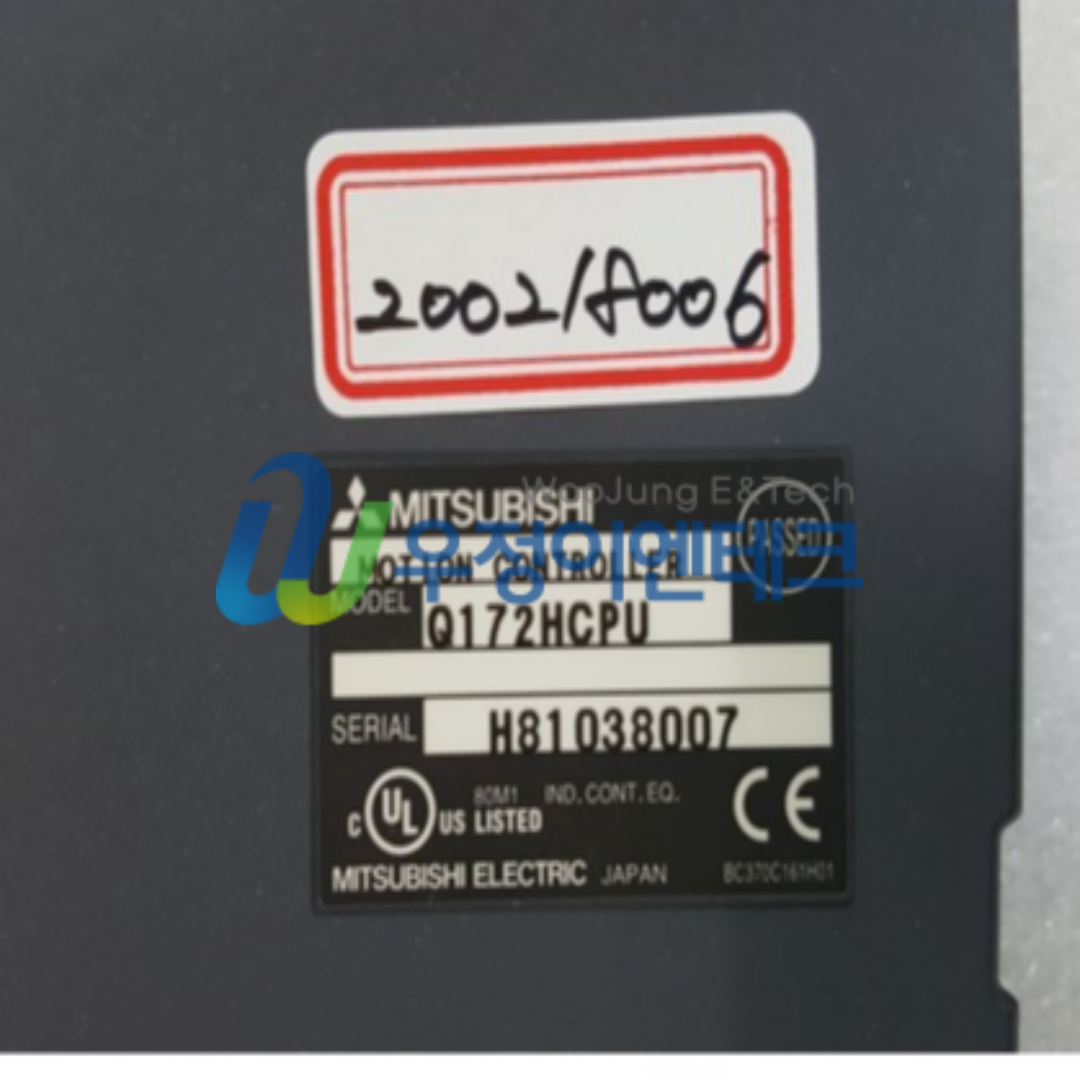 2002/8006
MITSUBISHI
WooJung E&Tech
PASSED
우정이엔테크
MOTION CONTROLLER
MODEL Q172HCPU
SERIAL H81038007
C UL US LISTED 80M1 IND.CONT.EQ. CE
MITSUBISHI ELECTRIC JAPAN BC370C161H01